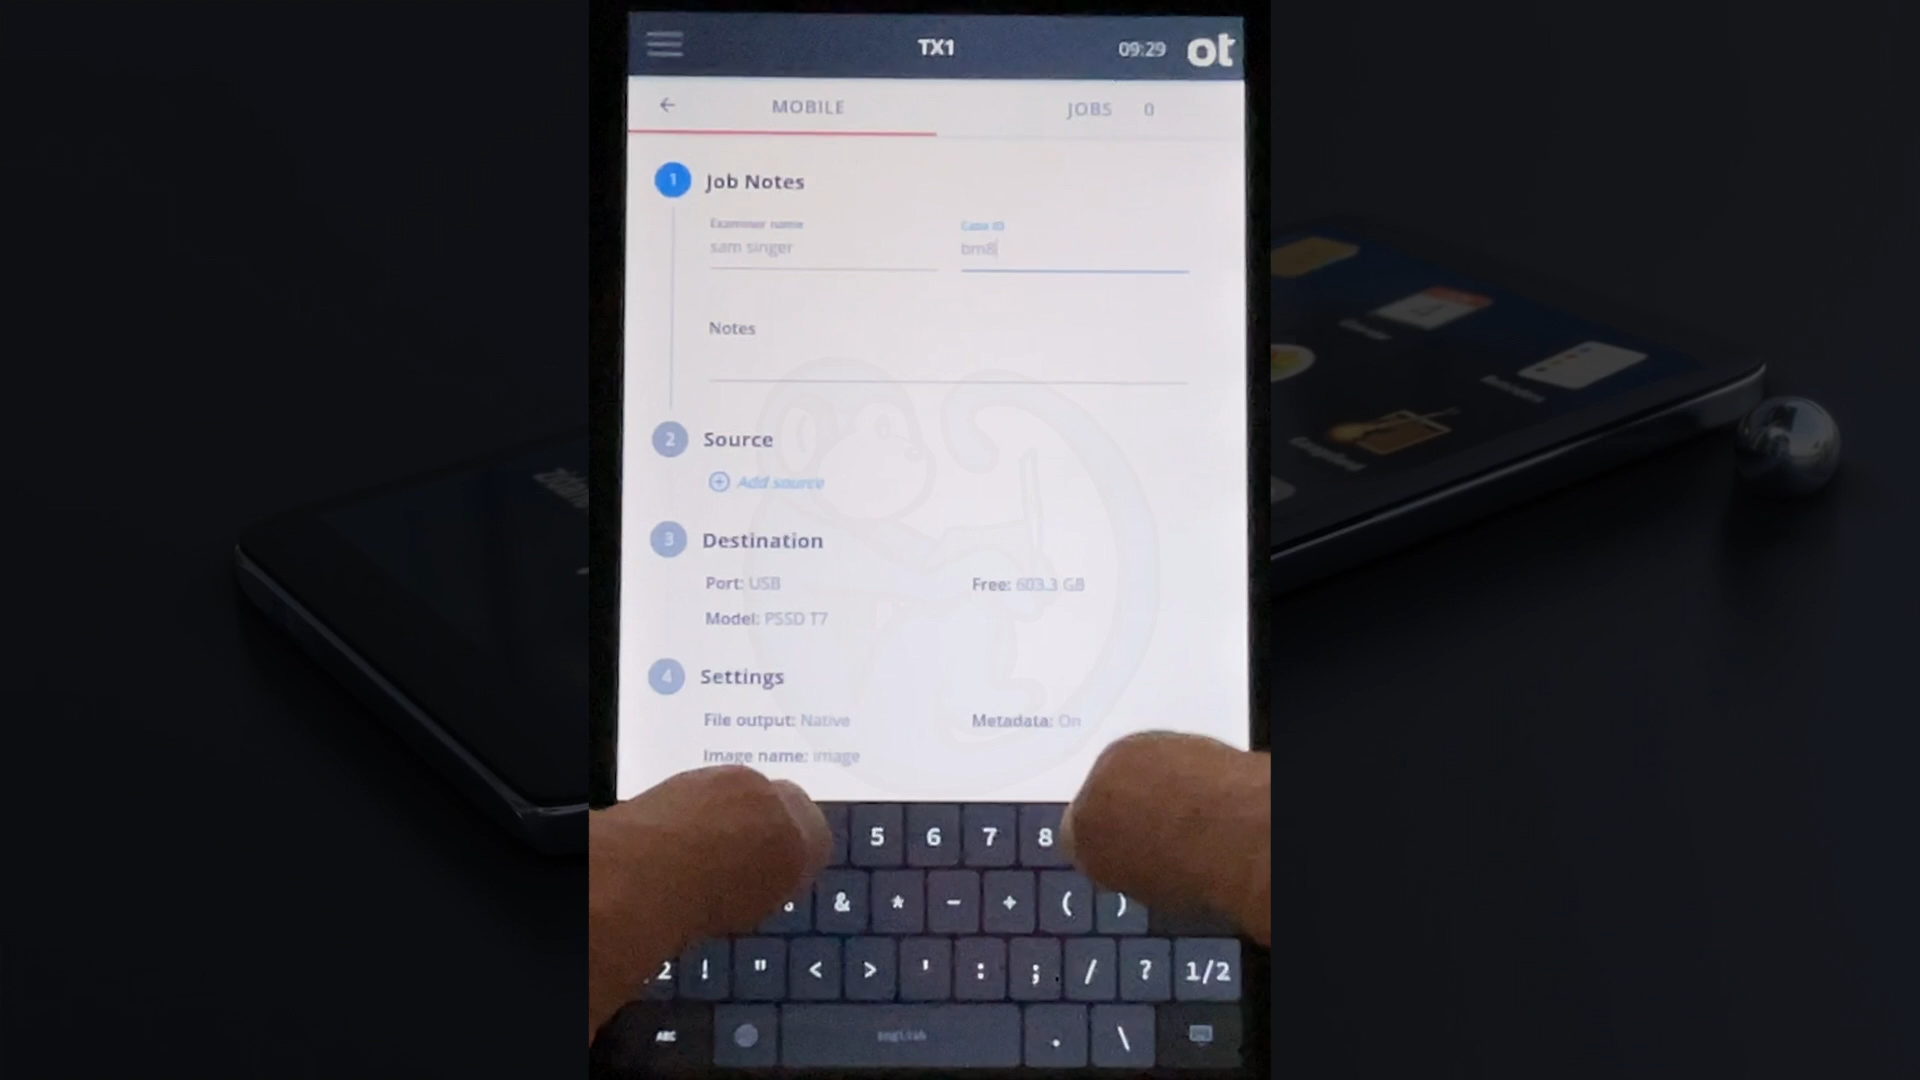 TX1 09:29 ot
MOBILE JOBS 0
1 Job Notes
Examiner name Case ID
sam singer bm8
Notes
2 Source
Add source
3 Destination
Port: USB Free: 603.3 GB
Model: PSSD T7
4 Settings
File output: Native Metadata: On
Image name: image
5 6 7 8
& * - + ( )
! " < > ' : ; / ? 1/2
ABC English . \